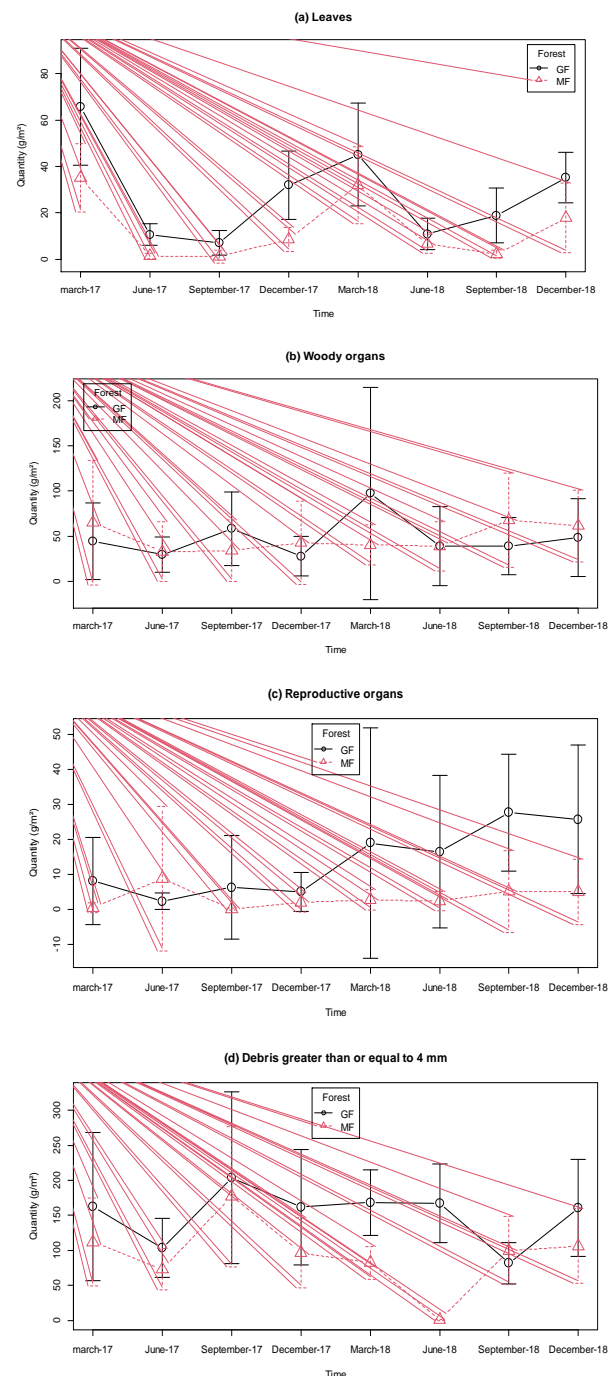 (a) Leaves
Forest
GF
MF
Quantity (g/m²)
80
60
40
20
0
march-17 June-17 September-17 December-17 March-18 June-18 September-18 December-18
Time
(b) Woody organs
Forest
GF
MF
Quantity (g/m²)
200
150
100
50
0
march-17 June-17 September-17 December-17 March-18 June-18 September-18 December-18
Time
(c) Reproductive organs
Forest
GF
MF
Quantity (g/m²)
50
40
30
20
10
0
-10
march-17 June-17 September-17 December-17 March-18 June-18 September-18 December-18
Time
(d) Debris greater than or equal to 4 mm
Forest
GF
MF
Quantity (g/m²)
300
250
200
150
100
50
0
march-17 June-17 September-17 December-17 March-18 June-18 September-18 December-18
Time